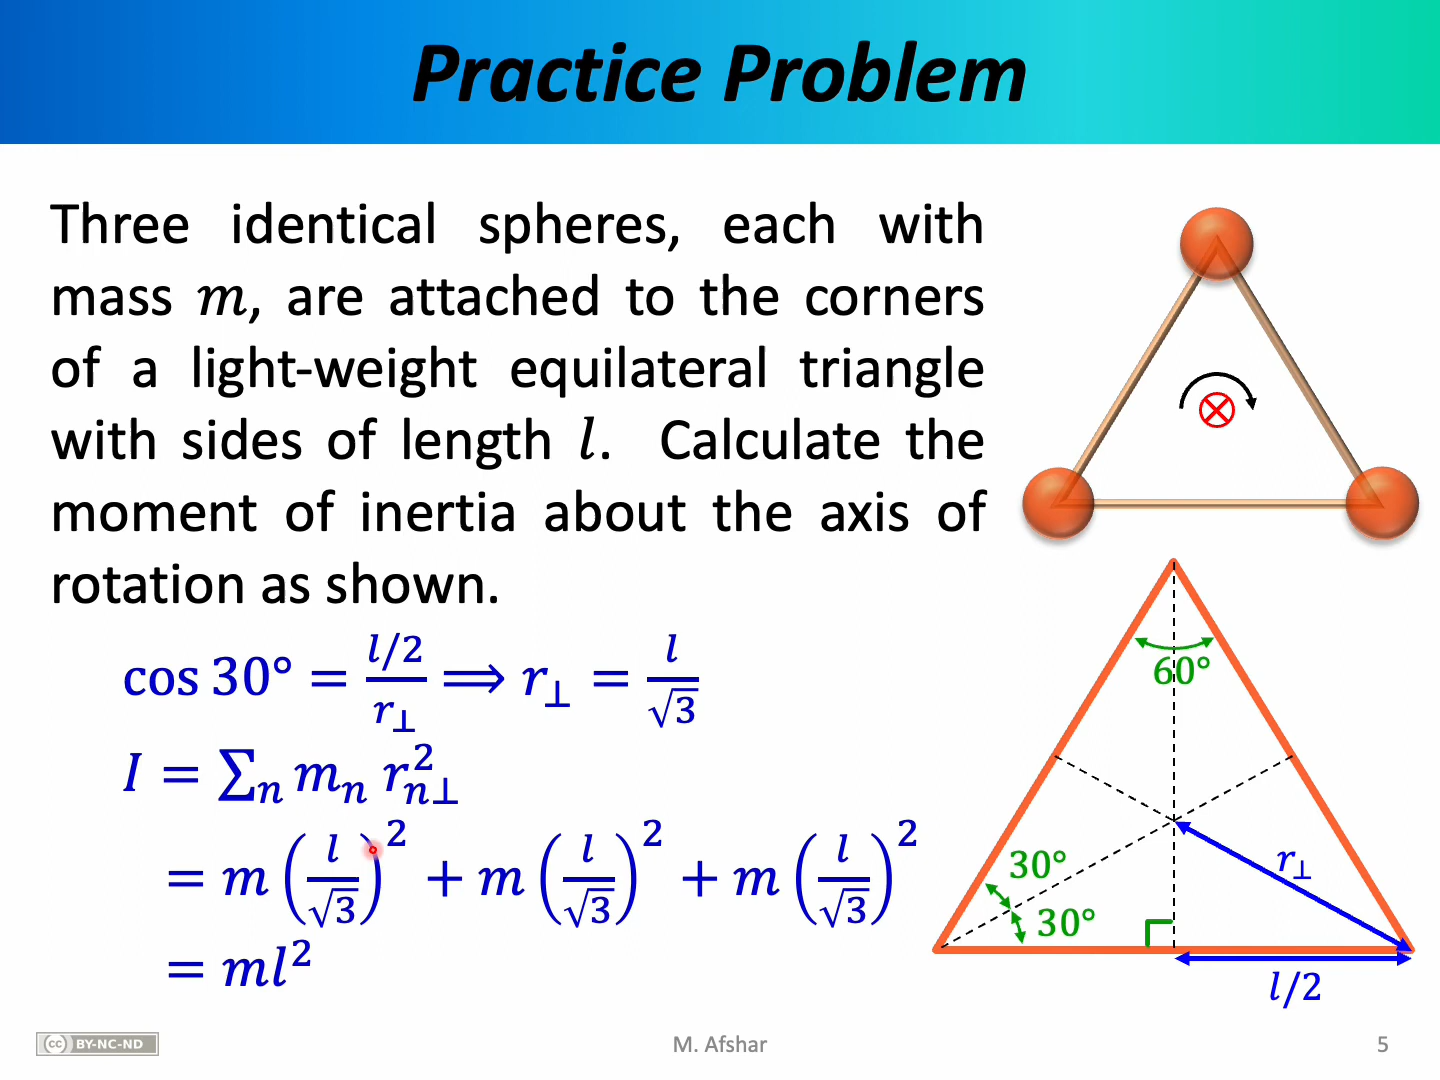 Practice Problem
Three identical spheres, each with
mass m, are attached to the corners
of a light-weight equilateral triangle
with sides of length l. Calculate the
moment of inertia about the axis of
rotation as shown.
cos 30° = (l/2)/r⊥ ⟹ r⊥ = l/√3
I = ∑ₙ mₙ r²ₙ⊥
= m (l/√3)² + m (l/√3)² + m (l/√3)²
= ml²
60°
30°
30°
r⊥
l/2
cc BY-NC-ND
M. Afshar
5